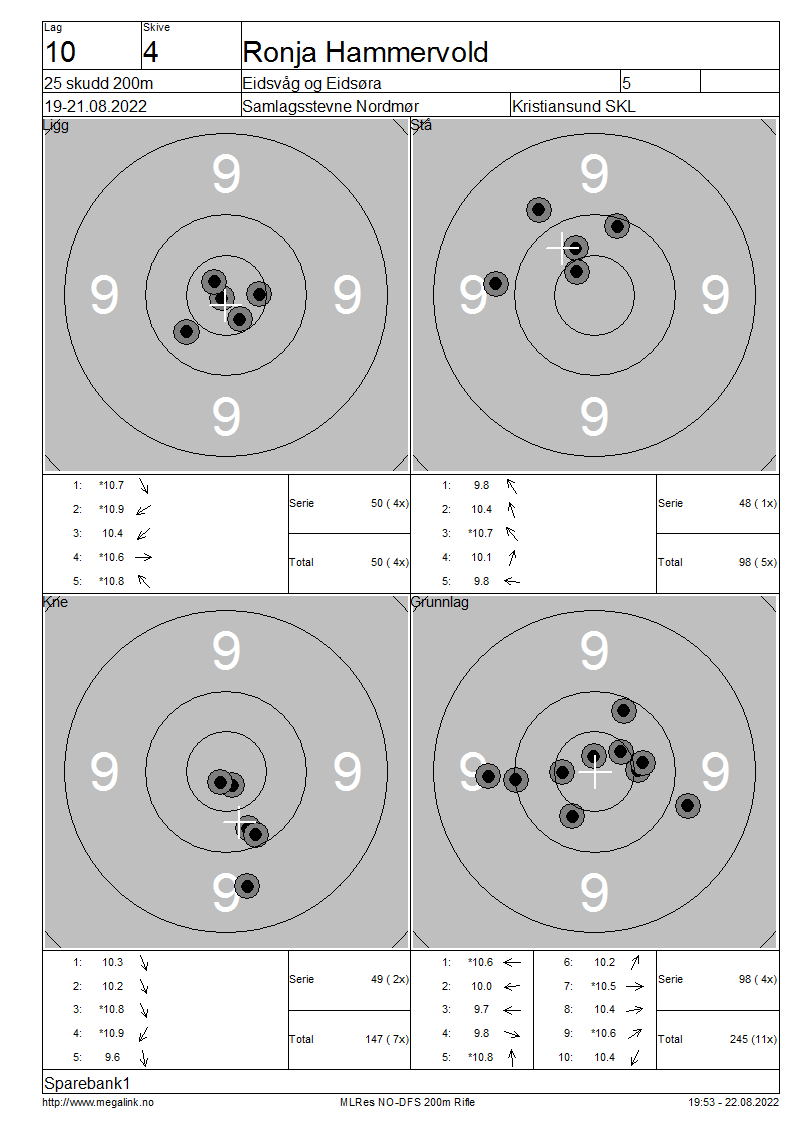 Lag
Skive
10
4
Ronja Hammervold
25 skudd 200m
Eidsvåg og Eidsøra
5
19-21.08.2022
Samlagsstevne Nordmør
Kristiansund SKL
Ligg
9
9
9
9
Stå
9
9
9
9
1: *10.7
2: *10.9
3: 10.4
4: *10.6
5: *10.8
Serie 50 ( 4x)
Total 50 ( 4x)
1: 9.8
2: 10.4
3: *10.7
4: 10.1
5: 9.8
Serie 48 ( 1x)
Total 98 ( 5x)
Kne
9
9
9
9
Grunnlag
9
9
9
9
1: 10.3
2: 10.2
3: *10.8
4: *10.9
5: 9.6
Serie 49 ( 2x)
Total 147 ( 7x)
1: *10.6
2: 10.0
3: 9.7
4: 9.8
5: *10.8
6: 10.2
7: *10.5
8: 10.4
9: *10.6
10: 10.4
Serie 98 ( 4x)
Total 245 (11x)
Sparebank1
http://www.megalink.no
MLRes NO-DFS 200m Rifle
19:53 - 22.08.2022